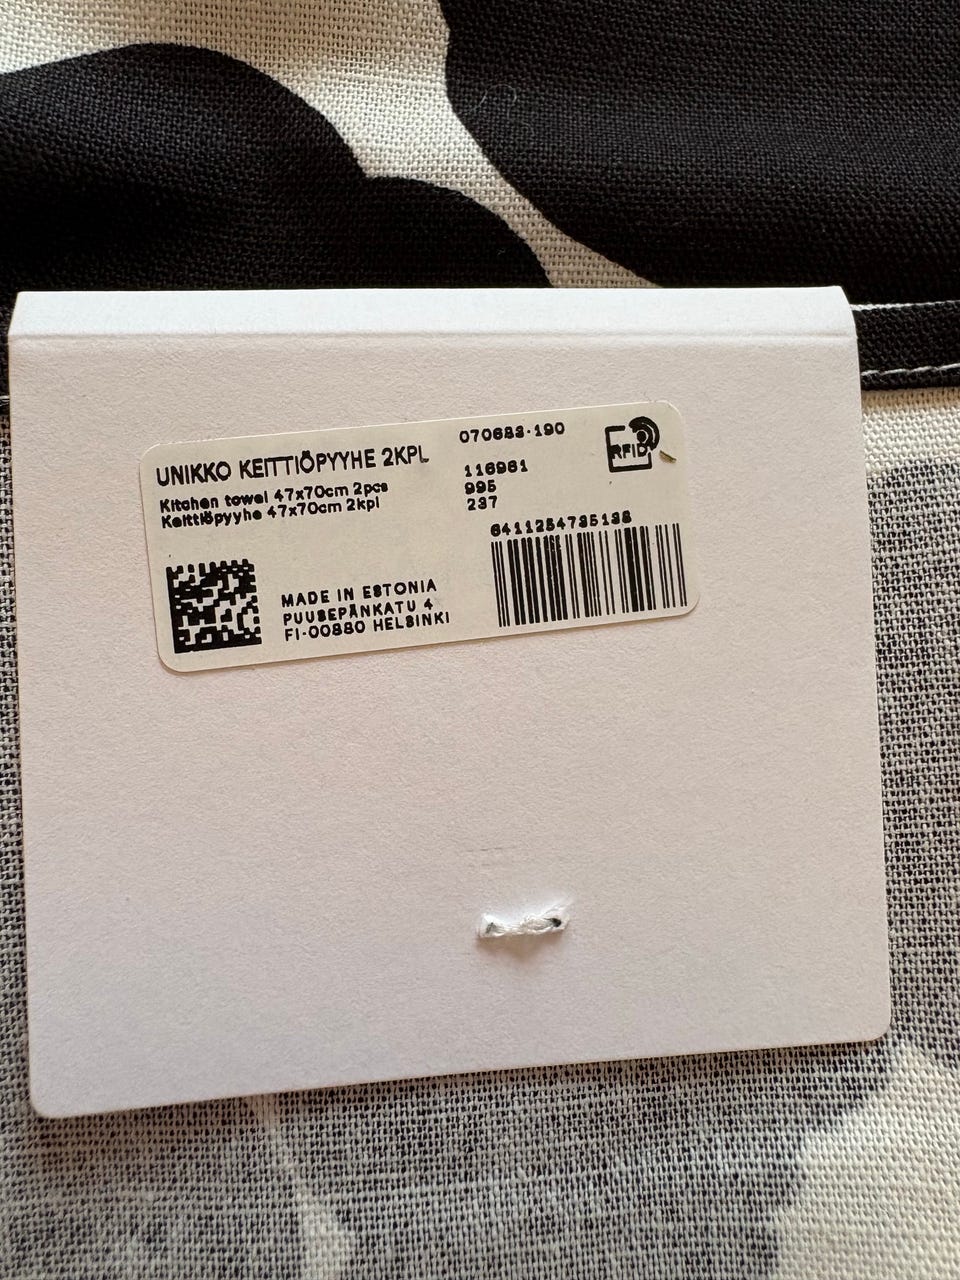 UNIKKO KEITTIÖPYYHE 2KPL
Kitchen towel 47x70cm 2pcs
Keittiöpyyhe 47x70cm 2kpl
070683-190
RFID
116961
995
237
6411254735138
MADE IN ESTONIA
PUUSEPÄNKATU 4
FI-00880 HELSINKI